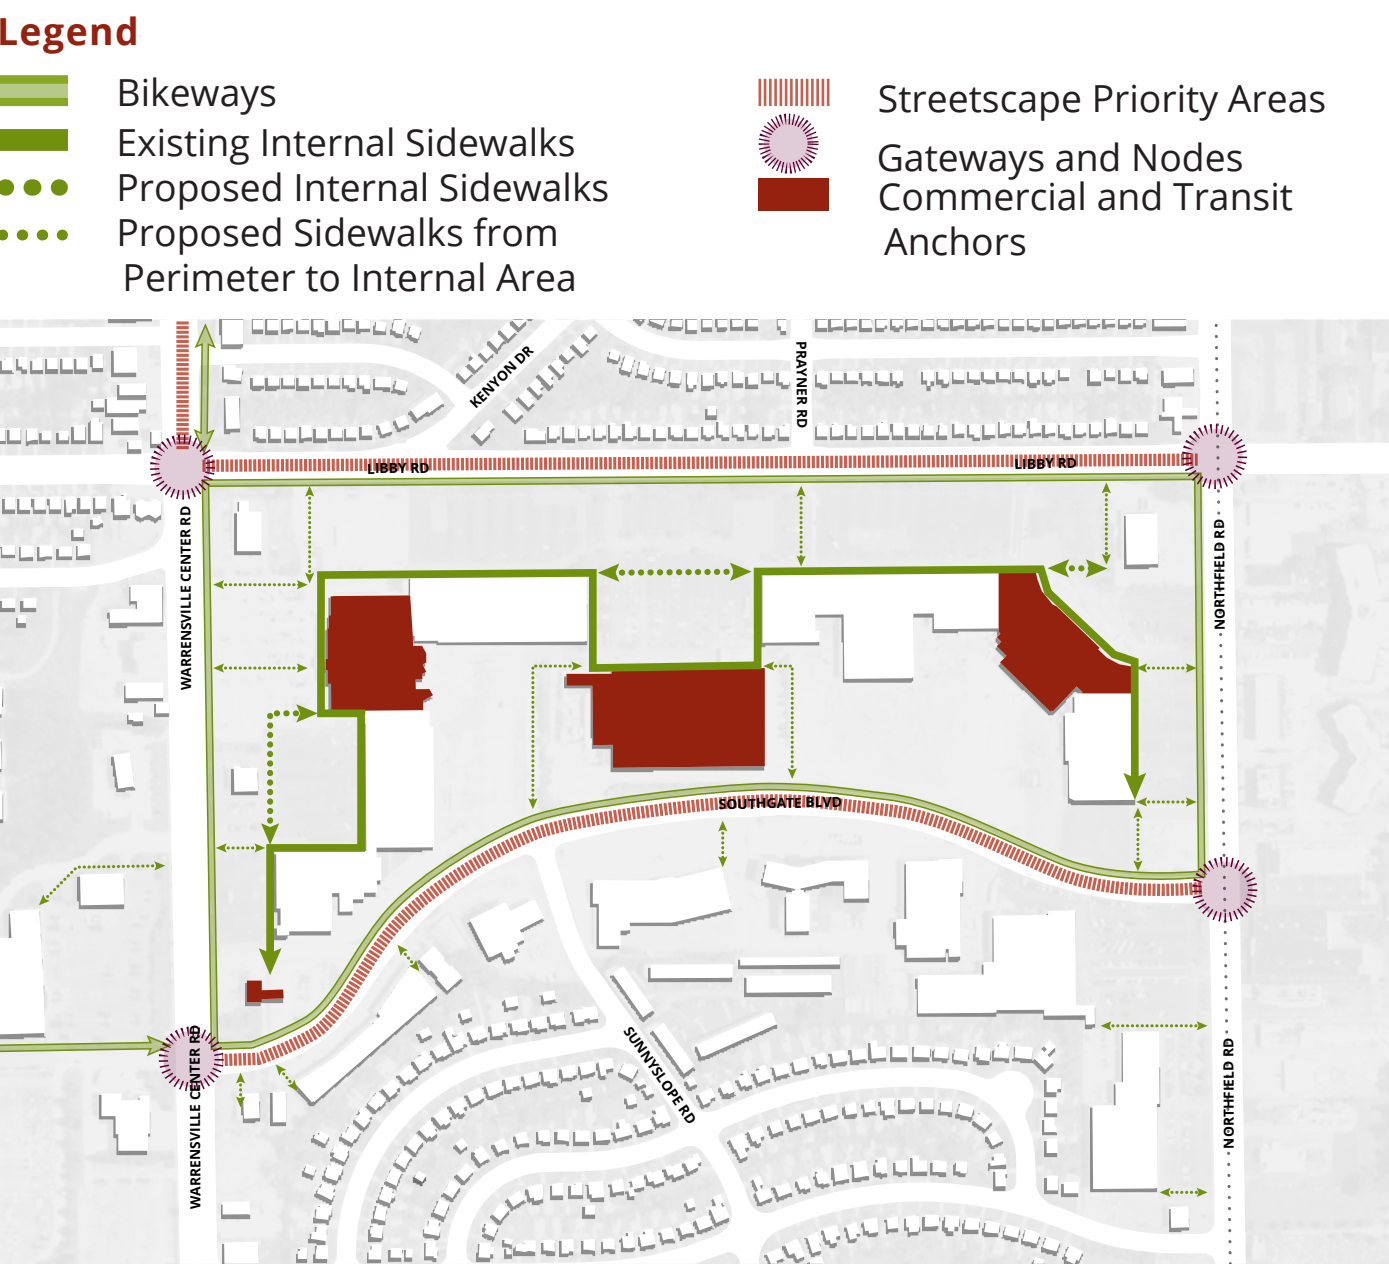 Legend
Bikeways
Existing Internal Sidewalks
Proposed Internal Sidewalks
Proposed Sidewalks from
Perimeter to Internal Area
Streetscape Priority Areas
Gateways and Nodes
Commercial and Transit
Anchors
KENYON DR
PRAYNER RD
LIBBY RD
LIBBY RD
WARRENSVILLE CENTER RD
NORTHFIELD RD
SOUTHGATE BLVD
SUNNYSLOPE RD
WARRENSVILLE CENTER RD
NORTHFIELD RD